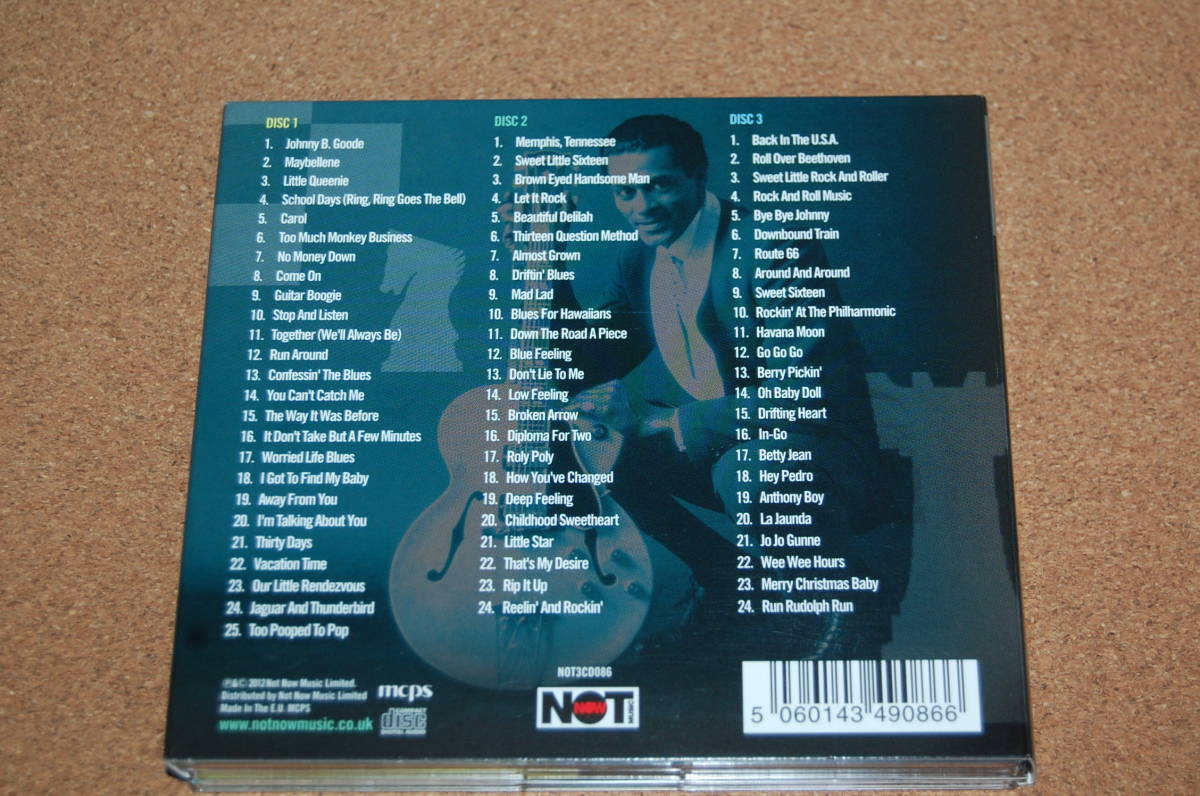 DISC 1
1. Johnny B. Goode
2. Maybellene
3. Little Queenie
4. School Days (Ring, Ring Goes The Bell)
5. Carol
6. Too Much Monkey Business
7. No Money Down
8. Come On
9. Guitar Boogie
10. Stop And Listen
11. Together (We'll Always Be)
12. Run Around
13. Confessin' The Blues
14. You Can't Catch Me
15. The Way It Was Before
16. It Don't Take But A Few Minutes
17. Worried Life Blues
18. I Got To Find My Baby
19. Away From You
20. I'm Talking About You
21. Thirty Days
22. Vacation Time
23. Our Little Rendezvous
24. Jaguar And Thunderbird
25. Too Pooped To Pop
DISC 2
1. Memphis, Tennessee
2. Sweet Little Sixteen
3. Brown Eyed Handsome Man
4. Let It Rock
5. Beautiful Delilah
6. Thirteen Question Method
7. Almost Grown
8. Driftin' Blues
9. Mad Lad
10. Blues For Hawaiians
11. Down The Road A Piece
12. Blue Feeling
13. Don't Lie To Me
14. Low Feeling
15. Broken Arrow
16. Diploma For Two
17. Roly Poly
18. How You've Changed
19. Deep Feeling
20. Childhood Sweetheart
21. Little Star
22. That's My Desire
23. Rip It Up
24. Reelin' And Rockin'
DISC 3
1. Back In The U.S.A.
2. Roll Over Beethoven
3. Sweet Little Rock And Roller
4. Rock And Roll Music
5. Bye Bye Johnny
6. Downbound Train
7. Route 66
8. Around And Around
9. Sweet Sixteen
10. Rockin' At The Philharmonic
11. Havana Moon
12. Go Go Go
13. Berry Pickin'
14. Oh Baby Doll
15. Drifting Heart
16. In-Go
17. Betty Jean
18. Hey Pedro
19. Anthony Boy
20. La Jaunda
21. Jo Jo Gunne
22. Wee Wee Hours
23. Merry Christmas Baby
24. Run Rudolph Run
℗&© 2012 Not Now Music Limited.
Distributed by Not Now Music Limited
Made In The E.U. MCPS
www.notnowmusic.co.uk
mcps
COMPACT
disc
DIGITAL AUDIO
NOT3CD086
NOT
NOW
MUSIC
5 060143 490866